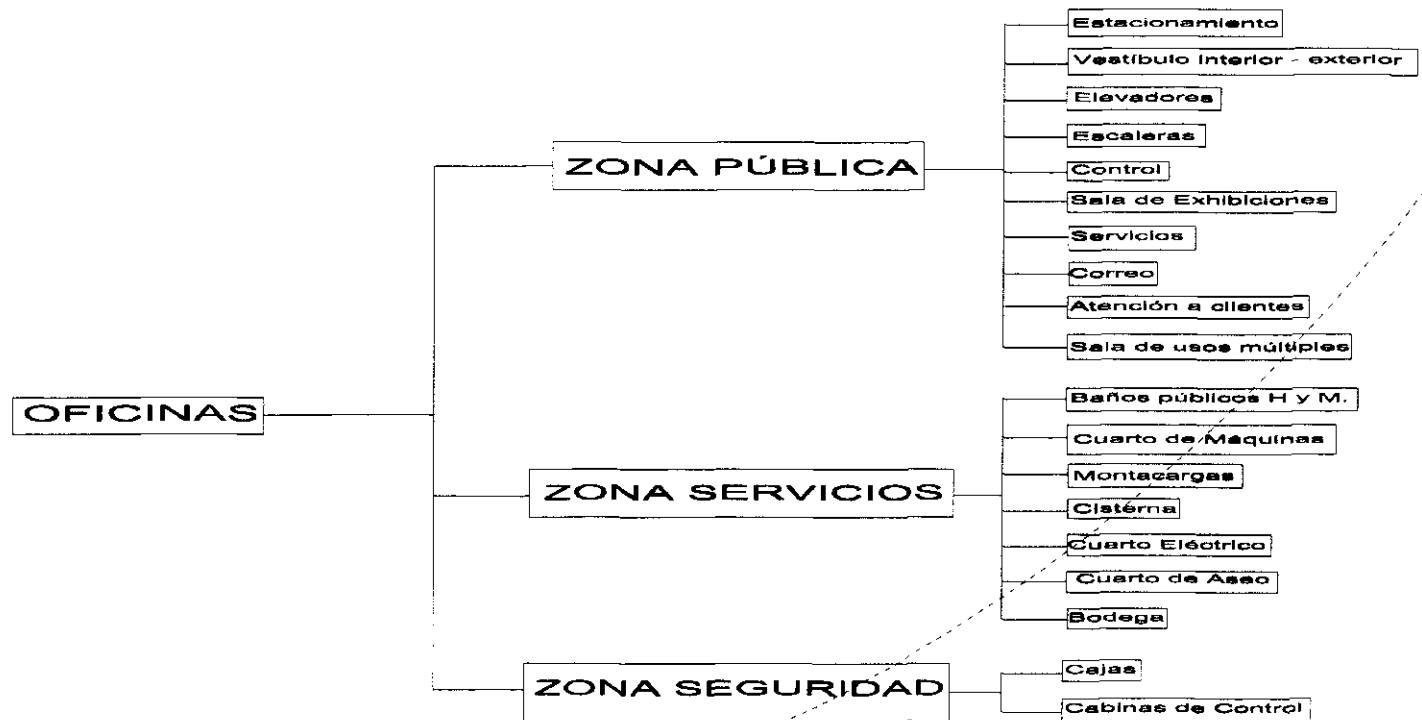 OFICINAS
ZONA PÚBLICA
Estacionamiento
Vestíbulo interior - exterior
Elevadores
Escaleras
Control
Sala de Exhibiciones
Servicios
Correo
Atención a clientes
Sala de usos múltiples
ZONA SERVICIOS
Baños públicos H y M.
Cuarto de Máquinas
Montacargas
Cisterna
Cuarto Eléctrico
Cuarto de Aseo
Bodega
ZONA SEGURIDAD
Cajas
Cabinas de Control